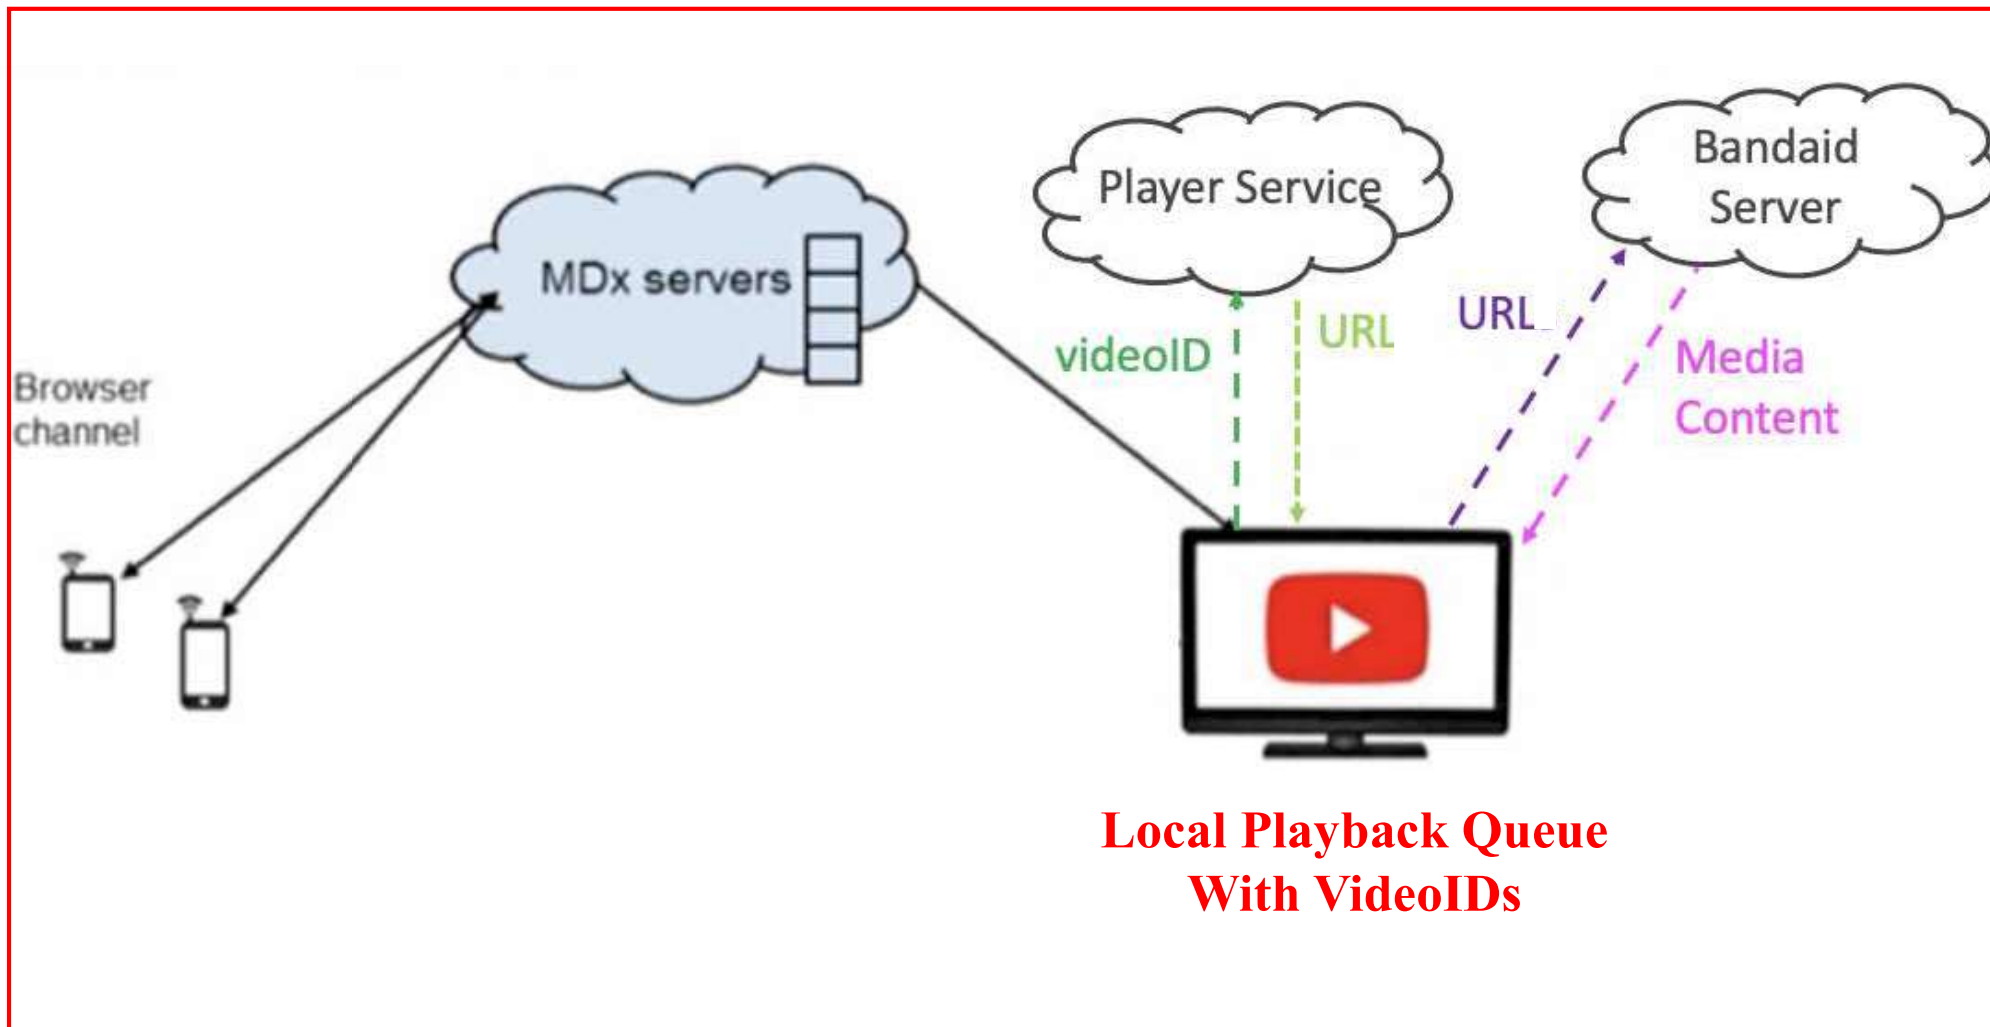 Browser
channel
MDx servers
Player Service
Bandaid
Server
videoID
URL
URL
Media
Content
Local Playback Queue
With VideoIDs